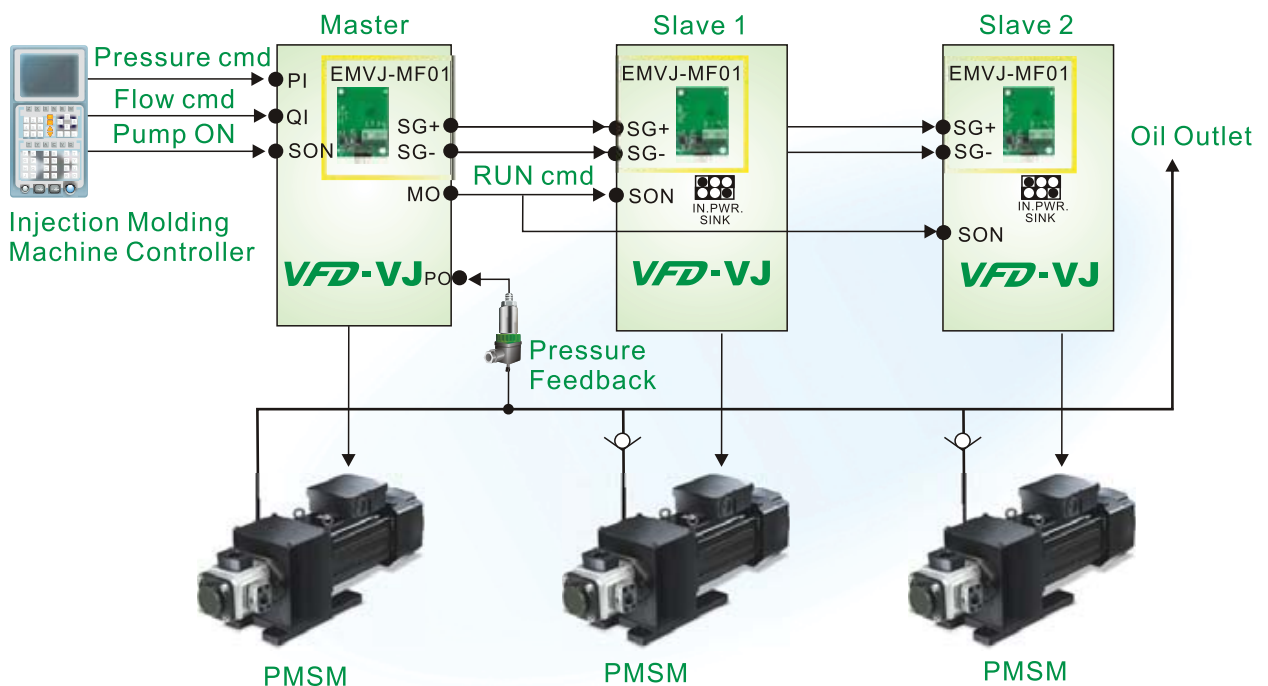 Master
Slave 1
Slave 2
Pressure cmd
Flow cmd
Pump ON
Injection Molding
Machine Controller
PI
QI
SON
EMVJ-MF01
SG+
SG-
MO
VFD-VJ
PO
RUN cmd
EMVJ-MF01
SG+
SG-
SON
IN.PWR.
SINK
VFD-VJ
EMVJ-MF01
SG+
SG-
IN.PWR.
SINK
SON
VFD-VJ
Oil Outlet
Pressure
Feedback
PMSM
PMSM
PMSM